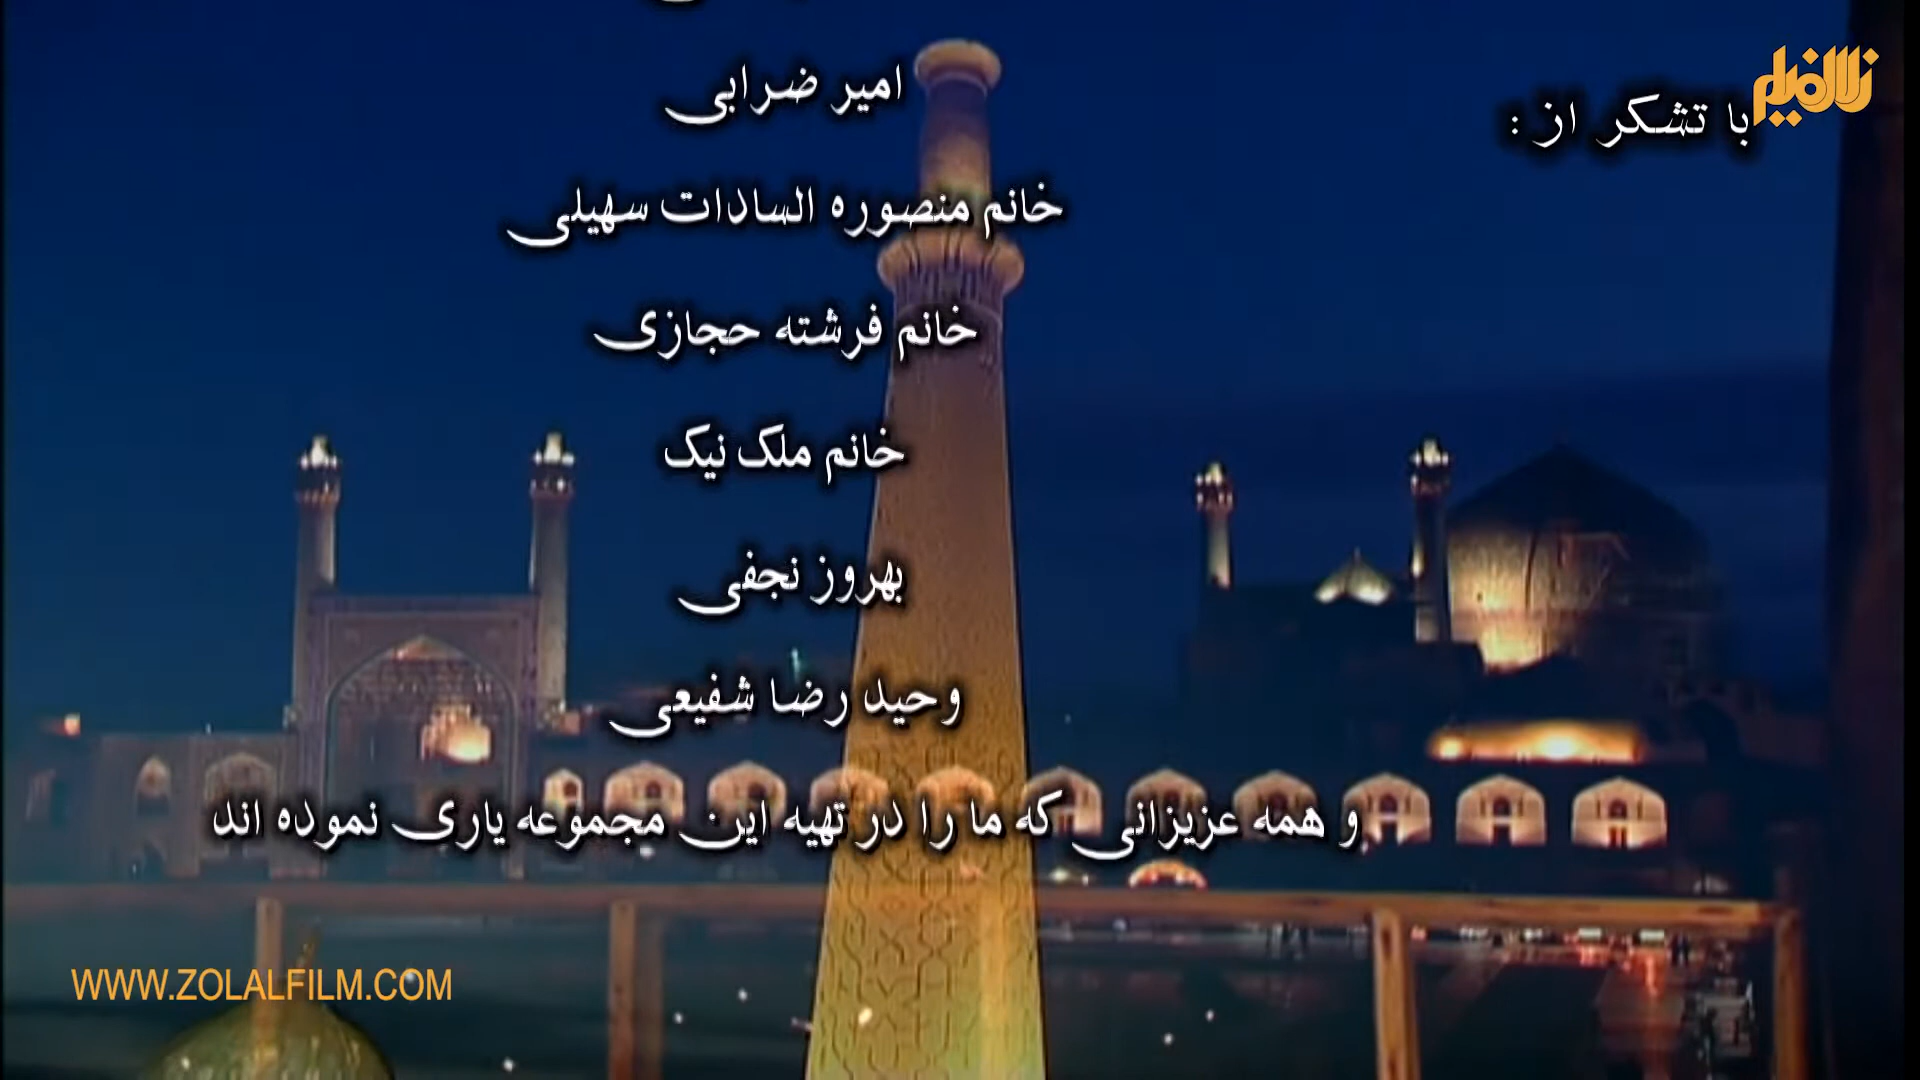 زلال فیلم
با تشکر از :
امیر ضرابی
خانم منصوره السادات سهیلی
خانم فرشته حجازی
خانم ملک نیک
بهروز نجفی
وحید رضا شفیعی
و همه عزیزانی که ما را در تهیه این مجموعه یاری نموده اند
WWW.ZOLALFILM.COM